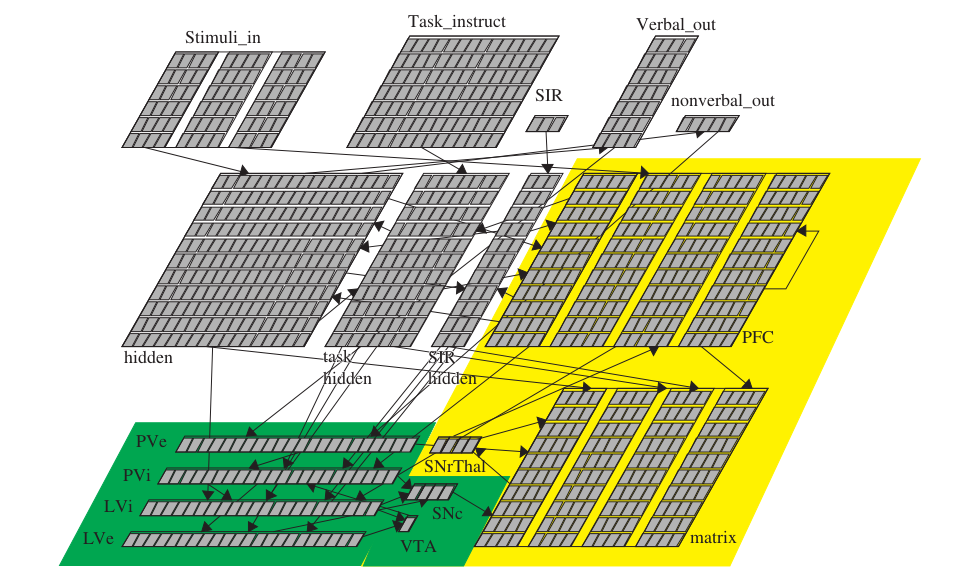 Stimuli_in
Task_instruct
Verbal_out
SIR
nonverbal_out
hidden
task
hidden
SIR
hidden
PFC
PVe
PVi
LVi
LVe
SNrThal
SNc
VTA
matrix